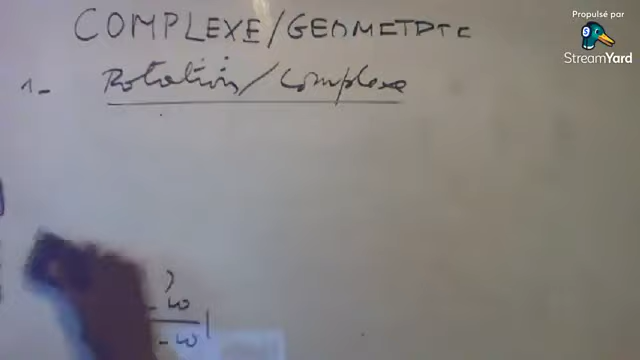 COMPLEXE/GEOMETRIE
1- Rotation/Complexe
- ω
- ω |
Propulsé par
StreamYard